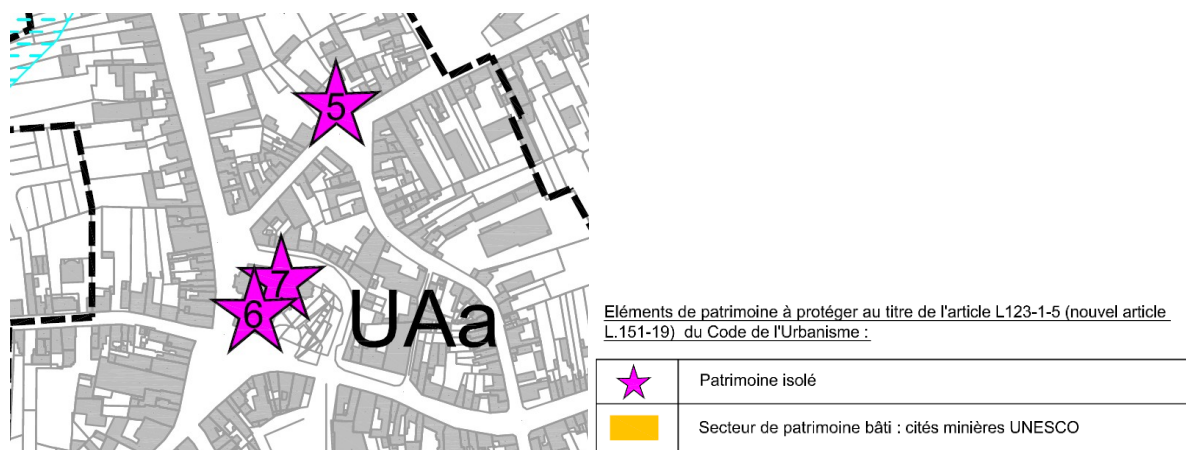 5
7
6
UAa
Eléments de patrimoine à protéger au titre de l'article L123-1-5 (nouvel article
L.151-19) du Code de l'Urbanisme :
Patrimoine isolé
Secteur de patrimoine bâti : cités minières UNESCO